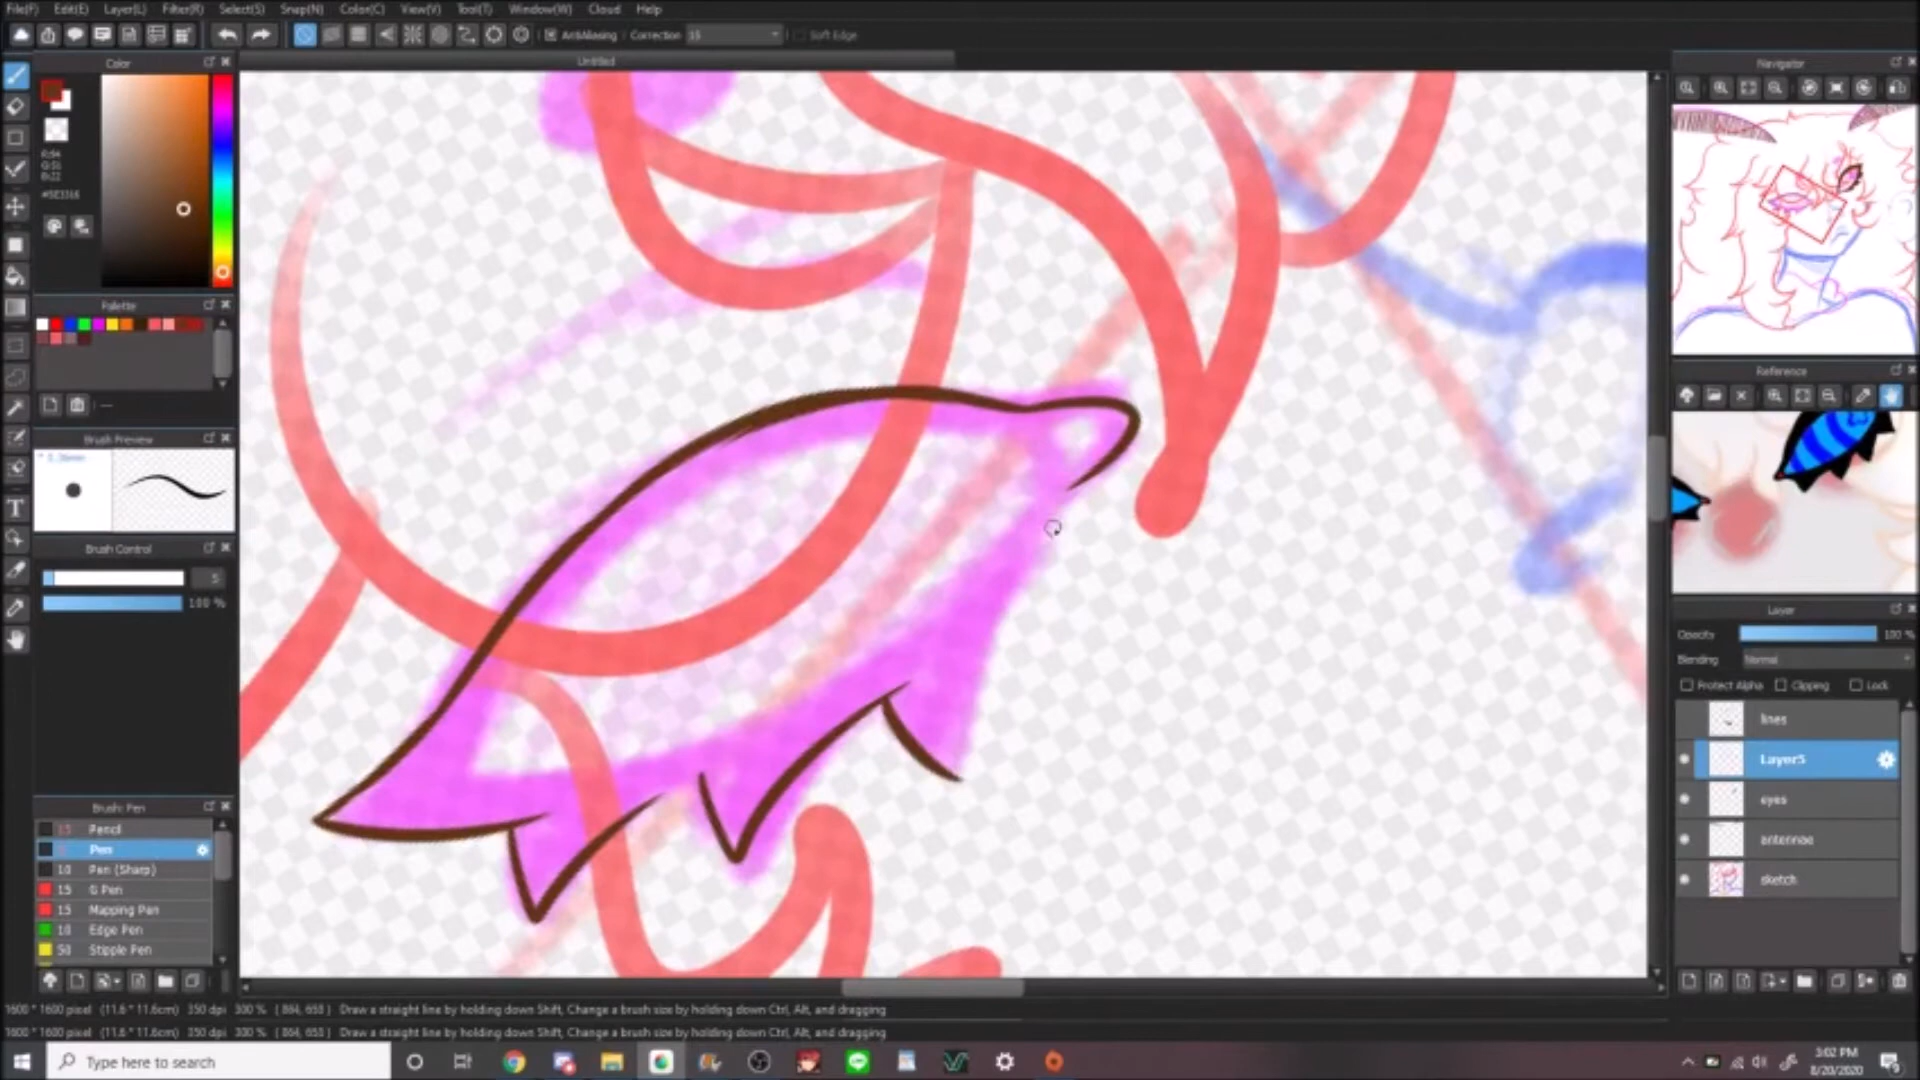 File(F) Edit(E) Layer(L) Filter(R) Select(S) Snap(N) Color(C) View(V) Tool(T) Window(W) Cloud Help
AntiAliasing Correction 15 Soft Edge
Color
Untitled
Navigator
#5E3316
Palette
Reference
Brush Preview
Brush Control
5
100 %
Layer
Opacity 100 %
Blending Normal
Protect Alpha Clipping Lock
lines
Layer5
eyes
antennae
sketch
Brush: Pen
15 Pencil
Pen
10 Pen (Sharp)
15 G Pen
15 Mapping Pen
10 Edge Pen
50 Stipple Pen
T
1600 * 1600 pixel (11.6 * 11.6cm) 350 dpi 300 % ( 864, 653 ) Draw a straight line by holding down Shift, Change a brush size by holding down Ctrl, Alt, and dragging
1600 * 1600 pixel (11.6 * 11.6cm) 350 dpi 300 % ( 864, 653 ) Draw a straight line by holding down Shift, Change a brush size by holding down Ctrl, Alt, and dragging
Type here to search
3:02 PM
8/20/2020